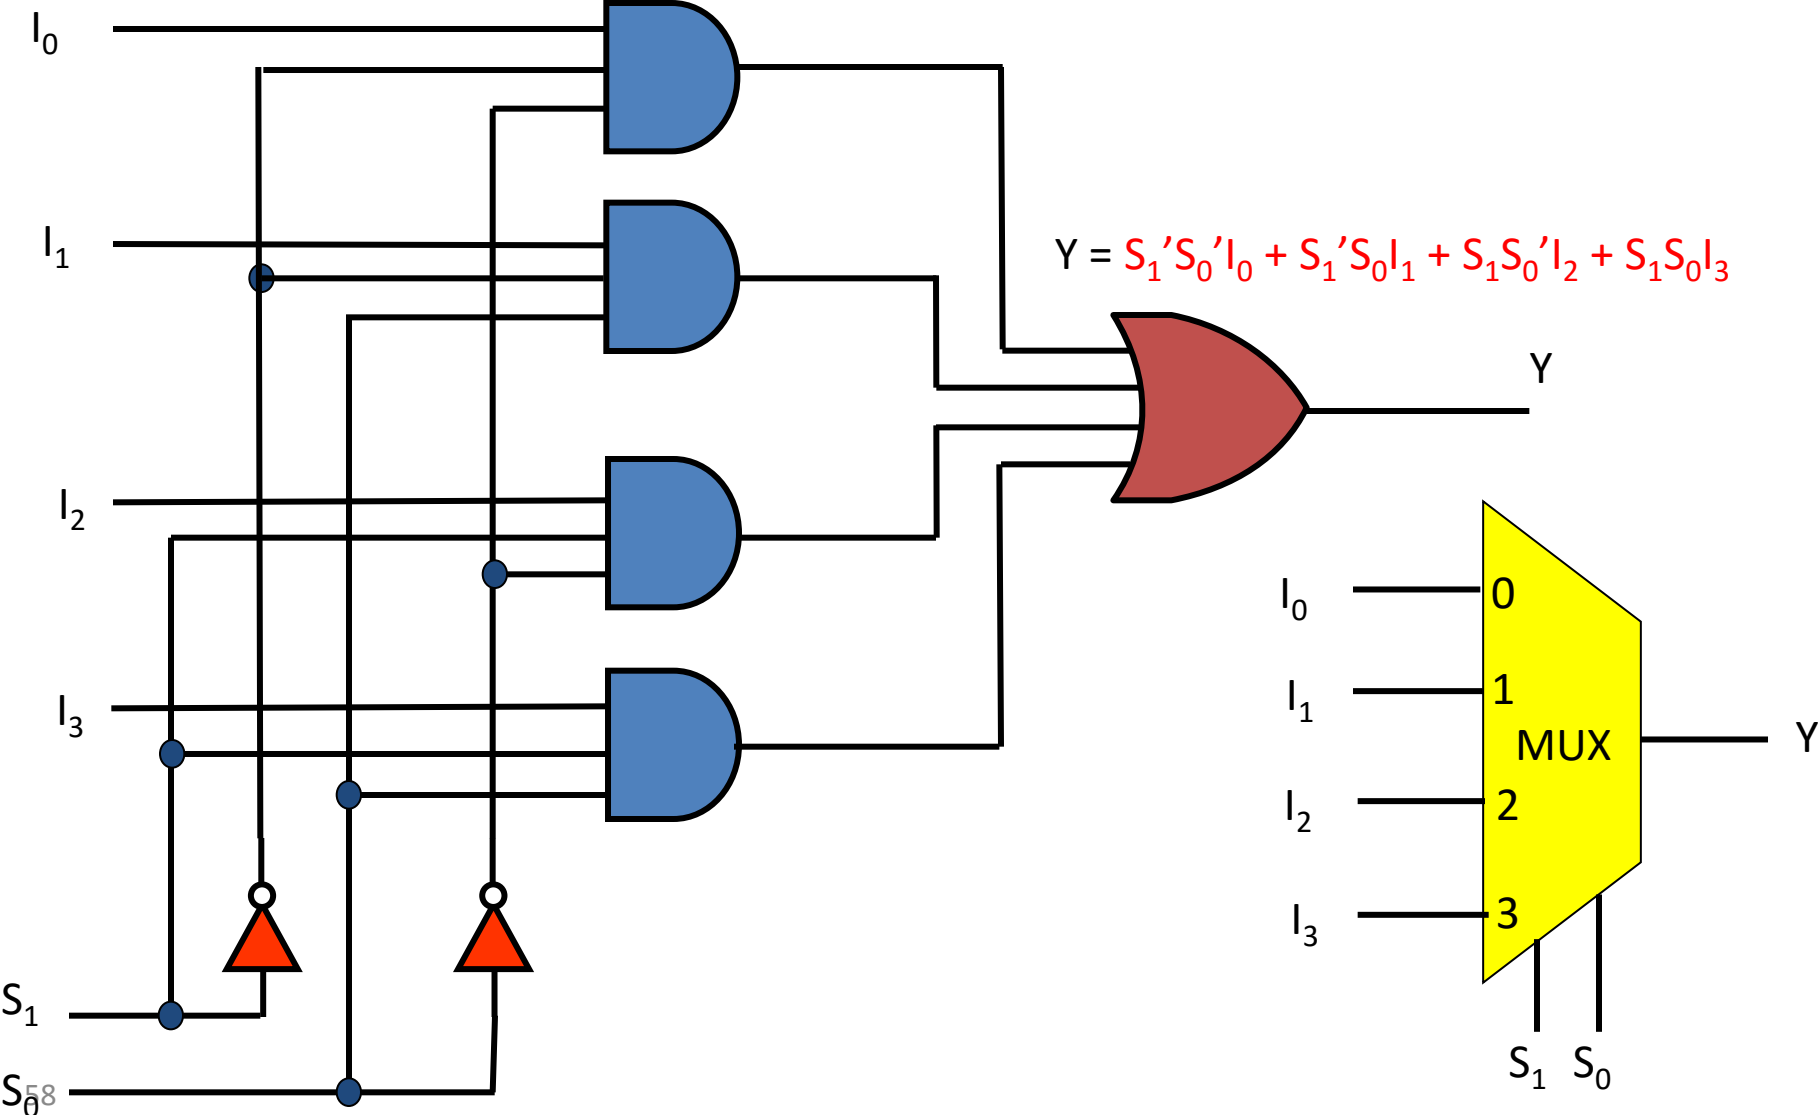 I₀
I₁
Y = S₁’S₀’I₀ + S₁’S₀I₁ + S₁S₀’I₂ + S₁S₀I₃
Y
I₂
I₃
S₁
S₀
58
I₀ 0
I₁ 1
MUX Y
I₂ 2
I₃ 3
S₁ S₀